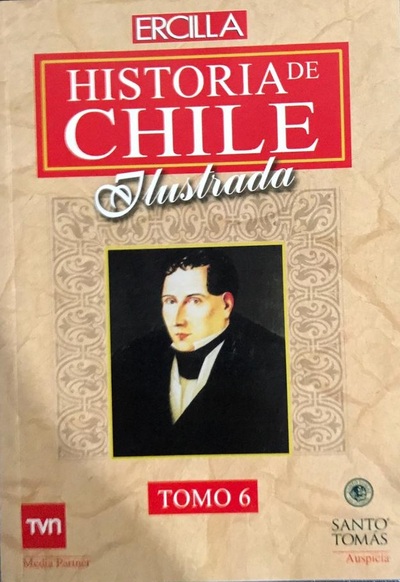 ERCILLA
HISTORIA DE
CHILE
Ilustrada
TOMO 6
TVN
Media Partner
SANTO
TOMÁS
Auspicia